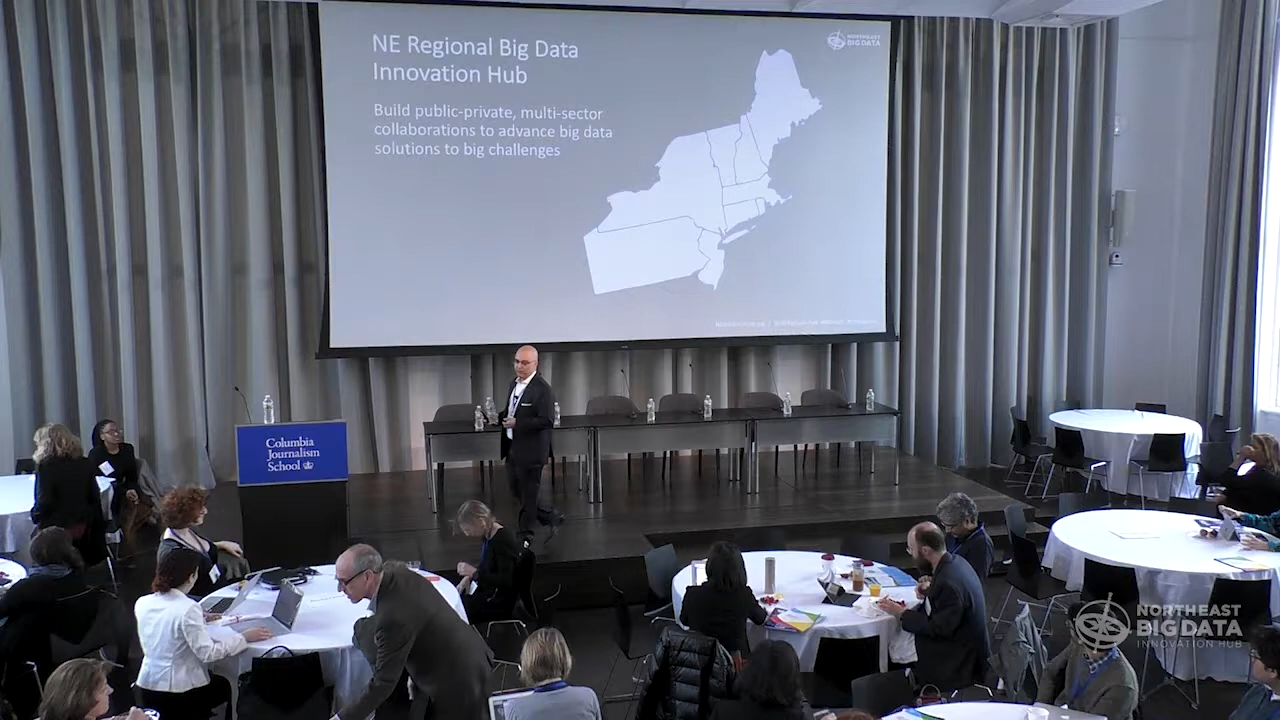 NE Regional Big Data
Innovation Hub
NORTHEAST
BIG DATA
Build public-private, multi-sector
collaborations to advance big data
solutions to big challenges
Columbia
Journalism
School
NORTHEAST
BIG DATA
INNOVATION HUB